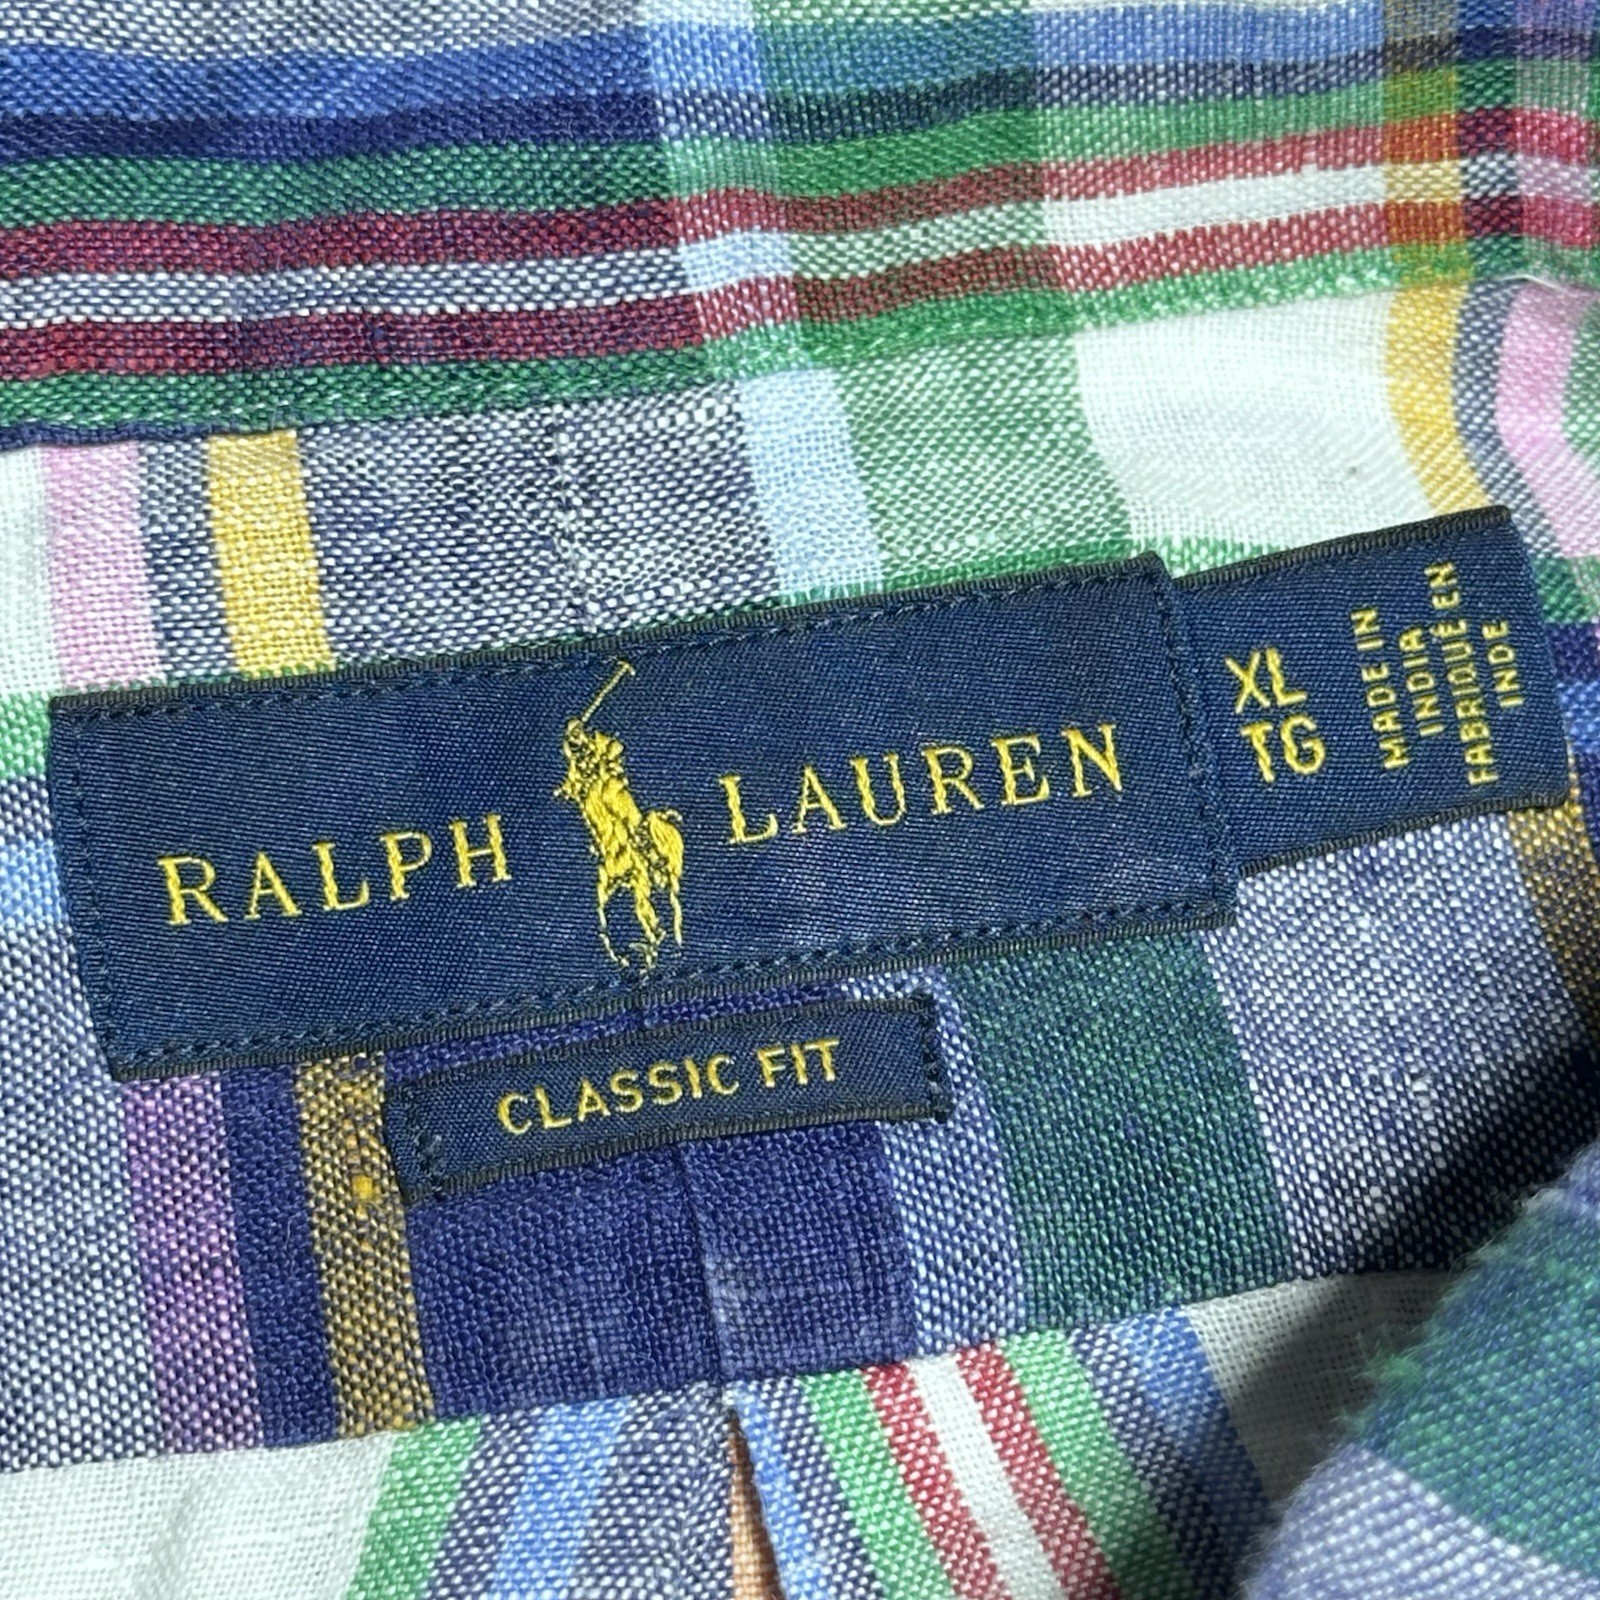 RALPH LAUREN
XL
TG
MADE IN
INDIA
FABRIQUÉ EN
INDE
CLASSIC FIT